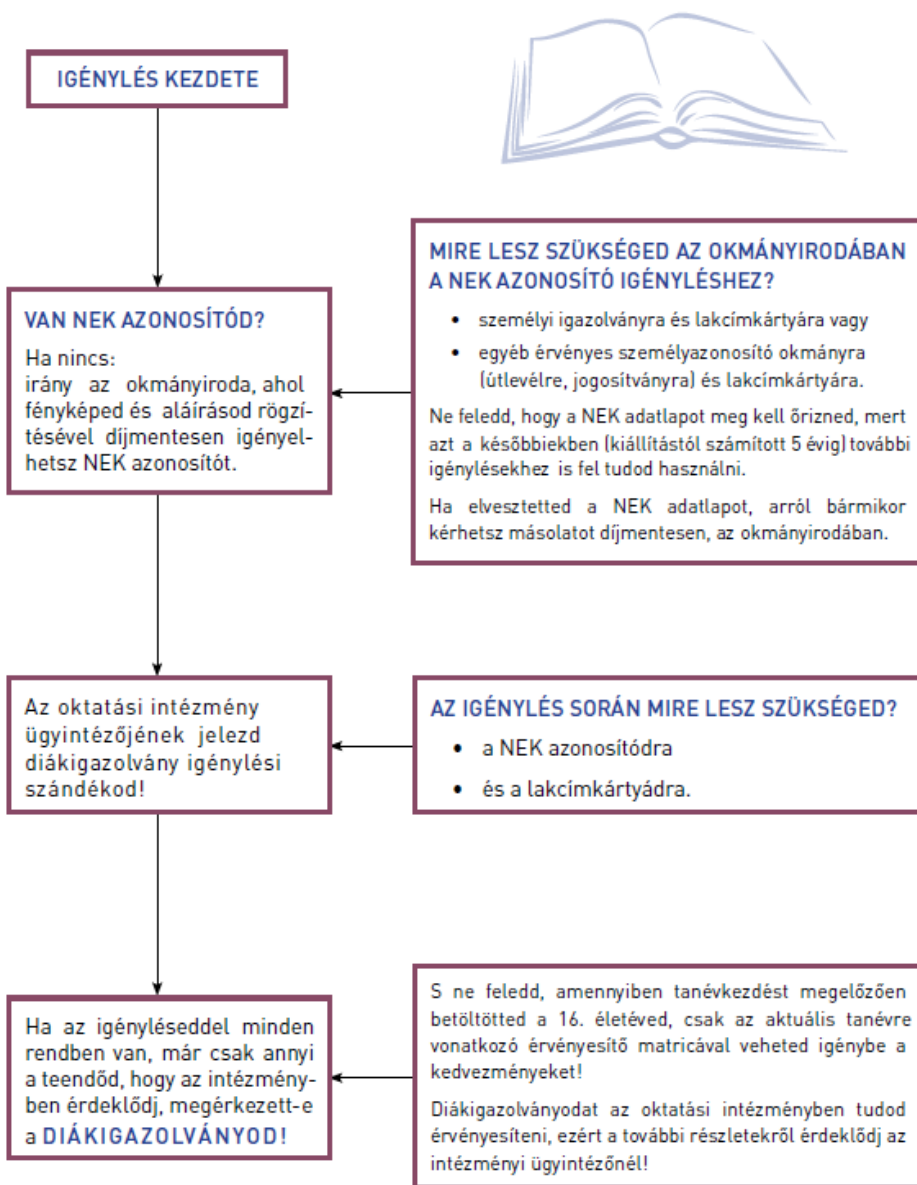 IGÉNYLÉS KEZDETE
VAN NEK AZONOSÍTÓD?
Ha nincs:
irány az okmányiroda, ahol
fényképed és aláírásod rögzí-
tésével díjmentesen igényel-
hetsz NEK azonosítót.
MIRE LESZ SZÜKSÉGED AZ OKMÁNYIRODÁBAN
A NEK AZONOSÍTÓ IGÉNYLÉSHEZ?
• személyi igazolványra és lakcímkártyára vagy
• egyéb érvényes személyazonosító okmányra
(útlevélre, jogosítványra) és lakcímkártyára.
Ne feledd, hogy a NEK adatlapot meg kell őrizned, mert
azt a későbbiekben (kiállítástól számított 5 évig) további
igénylésekhez is fel tudod használni.
Ha elvesztetted a NEK adatlapot, arról bármikor
kérhetsz másolatot díjmentesen, az okmányirodában.
Az oktatási intézmény
ügyintézőjének jelezd
diákigazolvány igénylési
szándékod!
AZ IGÉNYLÉS SORÁN MIRE LESZ SZÜKSÉGED?
• a NEK azonosítódra
• és a lakcímkártyádra.
Ha az igényléseddel minden
rendben van, már csak annyi
a teendőd, hogy az intézmény-
ben érdeklődj, megérkezett-e
a DIÁKIGAZOLVÁNYOD!
S ne feledd, amennyiben tanévkezdést megelőzően
betöltötted a 16. életéved, csak az aktuális tanévre
vonatkozó érvényesítő matricával veheted igénybe a
kedvezményeket!
Diákigazolványodat az oktatási intézményben tudod
érvényesíteni, ezért a további részletekről érdeklődj az
intézményi ügyintézőnél!